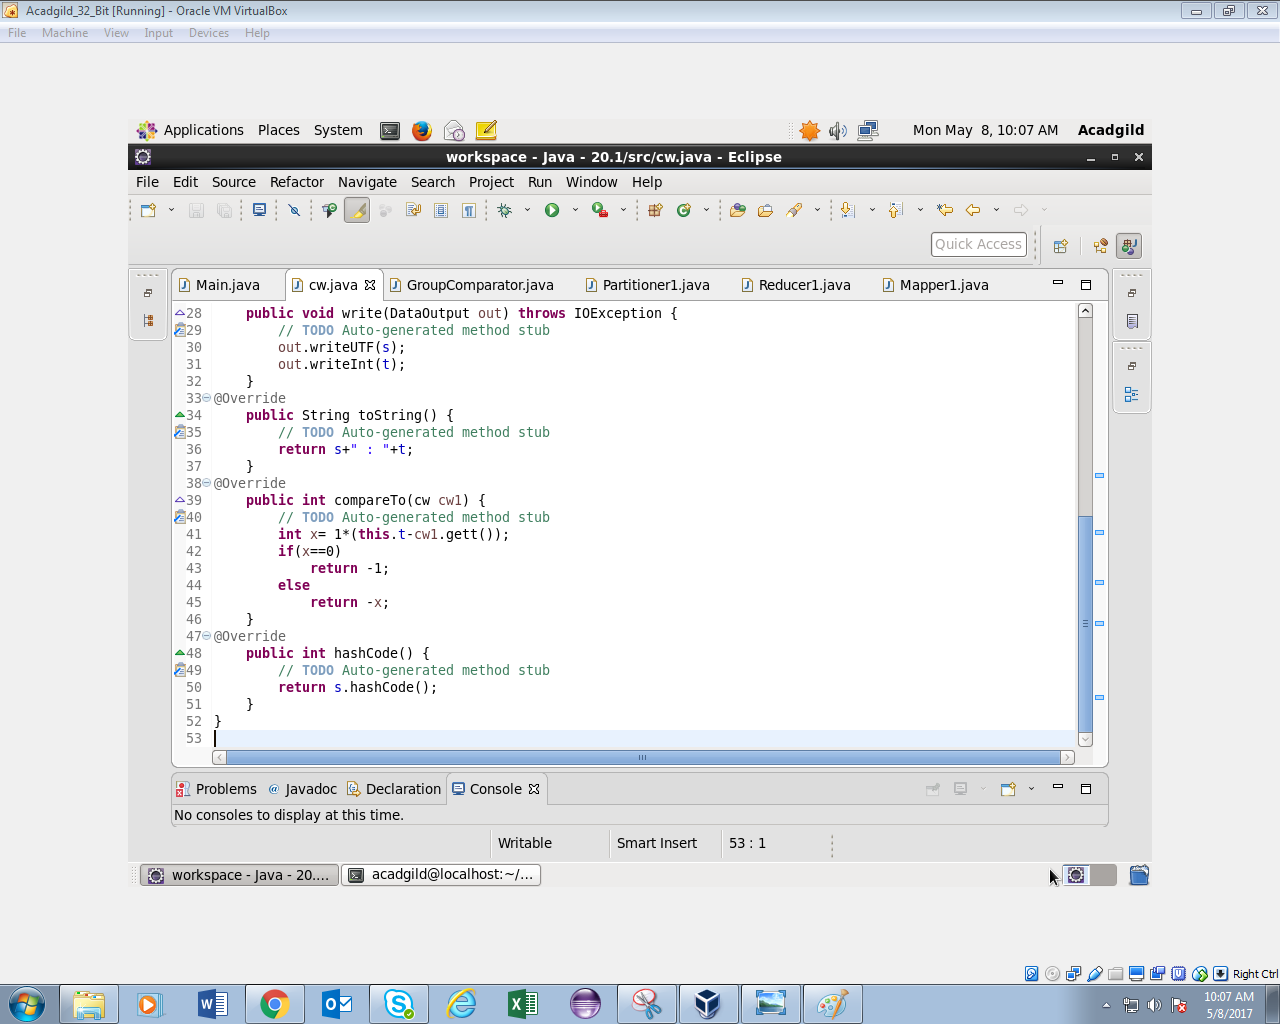 Acadgild_32_Bit [Running] - Oracle VM VirtualBox
File Machine View Input Devices Help
Applications Places System Mon May 8, 10:07 AM Acadgild
workspace - Java - 20.1/src/cw.java - Eclipse
File Edit Source Refactor Navigate Search Project Run Window Help
Quick Access
Main.java cw.java GroupComparator.java Partitioner1.java Reducer1.java Mapper1.java
28 public void write(DataOutput out) throws IOException {
29 // TODO Auto-generated method stub
30 out.writeUTF(s);
31 out.writeInt(t);
32 }
33 @Override
34 public String toString() {
35 // TODO Auto-generated method stub
36 return s+" : "+t;
37 }
38 @Override
39 public int compareTo(cw cw1) {
40 // TODO Auto-generated method stub
41 int x= 1*(this.t-cw1.gett());
42 if(x==0)
43 return -1;
44 else
45 return -x;
46 }
47 @Override
48 public int hashCode() {
49 // TODO Auto-generated method stub
50 return s.hashCode();
51 }
52 }
53
Problems @ Javadoc Declaration Console
No consoles to display at this time.
Writable Smart Insert 53 : 1
workspace - Java - 20.... acadgild@localhost:~/...
Right Ctrl
10:07 AM
5/8/2017